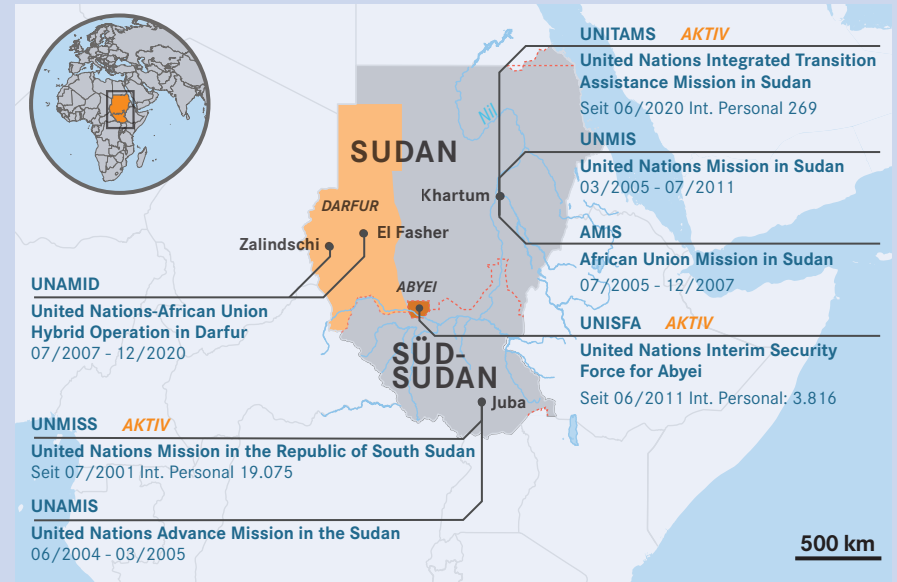 UNITAMS AKTIV
United Nations Integrated Transition
Assistance Mission in Sudan
Seit 06/2020 Int. Personal 269
Nil
UNMIS
United Nations Mission in Sudan
03/2005 - 07/2011
SUDAN
Khartum
DARFUR
El Fasher
Zalindschi
AMIS
African Union Mission in Sudan
07/2005 - 12/2007
ABYEI
UNAMID
United Nations-African Union
Hybrid Operation in Darfur
07/2007 - 12/2020
UNISFA AKTIV
United Nations Interim Security
Force for Abyei
Seit 06/2011 Int. Personal: 3.816
SÜD-
SUDAN
Juba
UNMISS AKTIV
United Nations Mission in the Republic of South Sudan
Seit 07/2001 Int. Personal 19.075
UNAMIS
United Nations Advance Mission in the Sudan
06/2004 - 03/2005
500 km